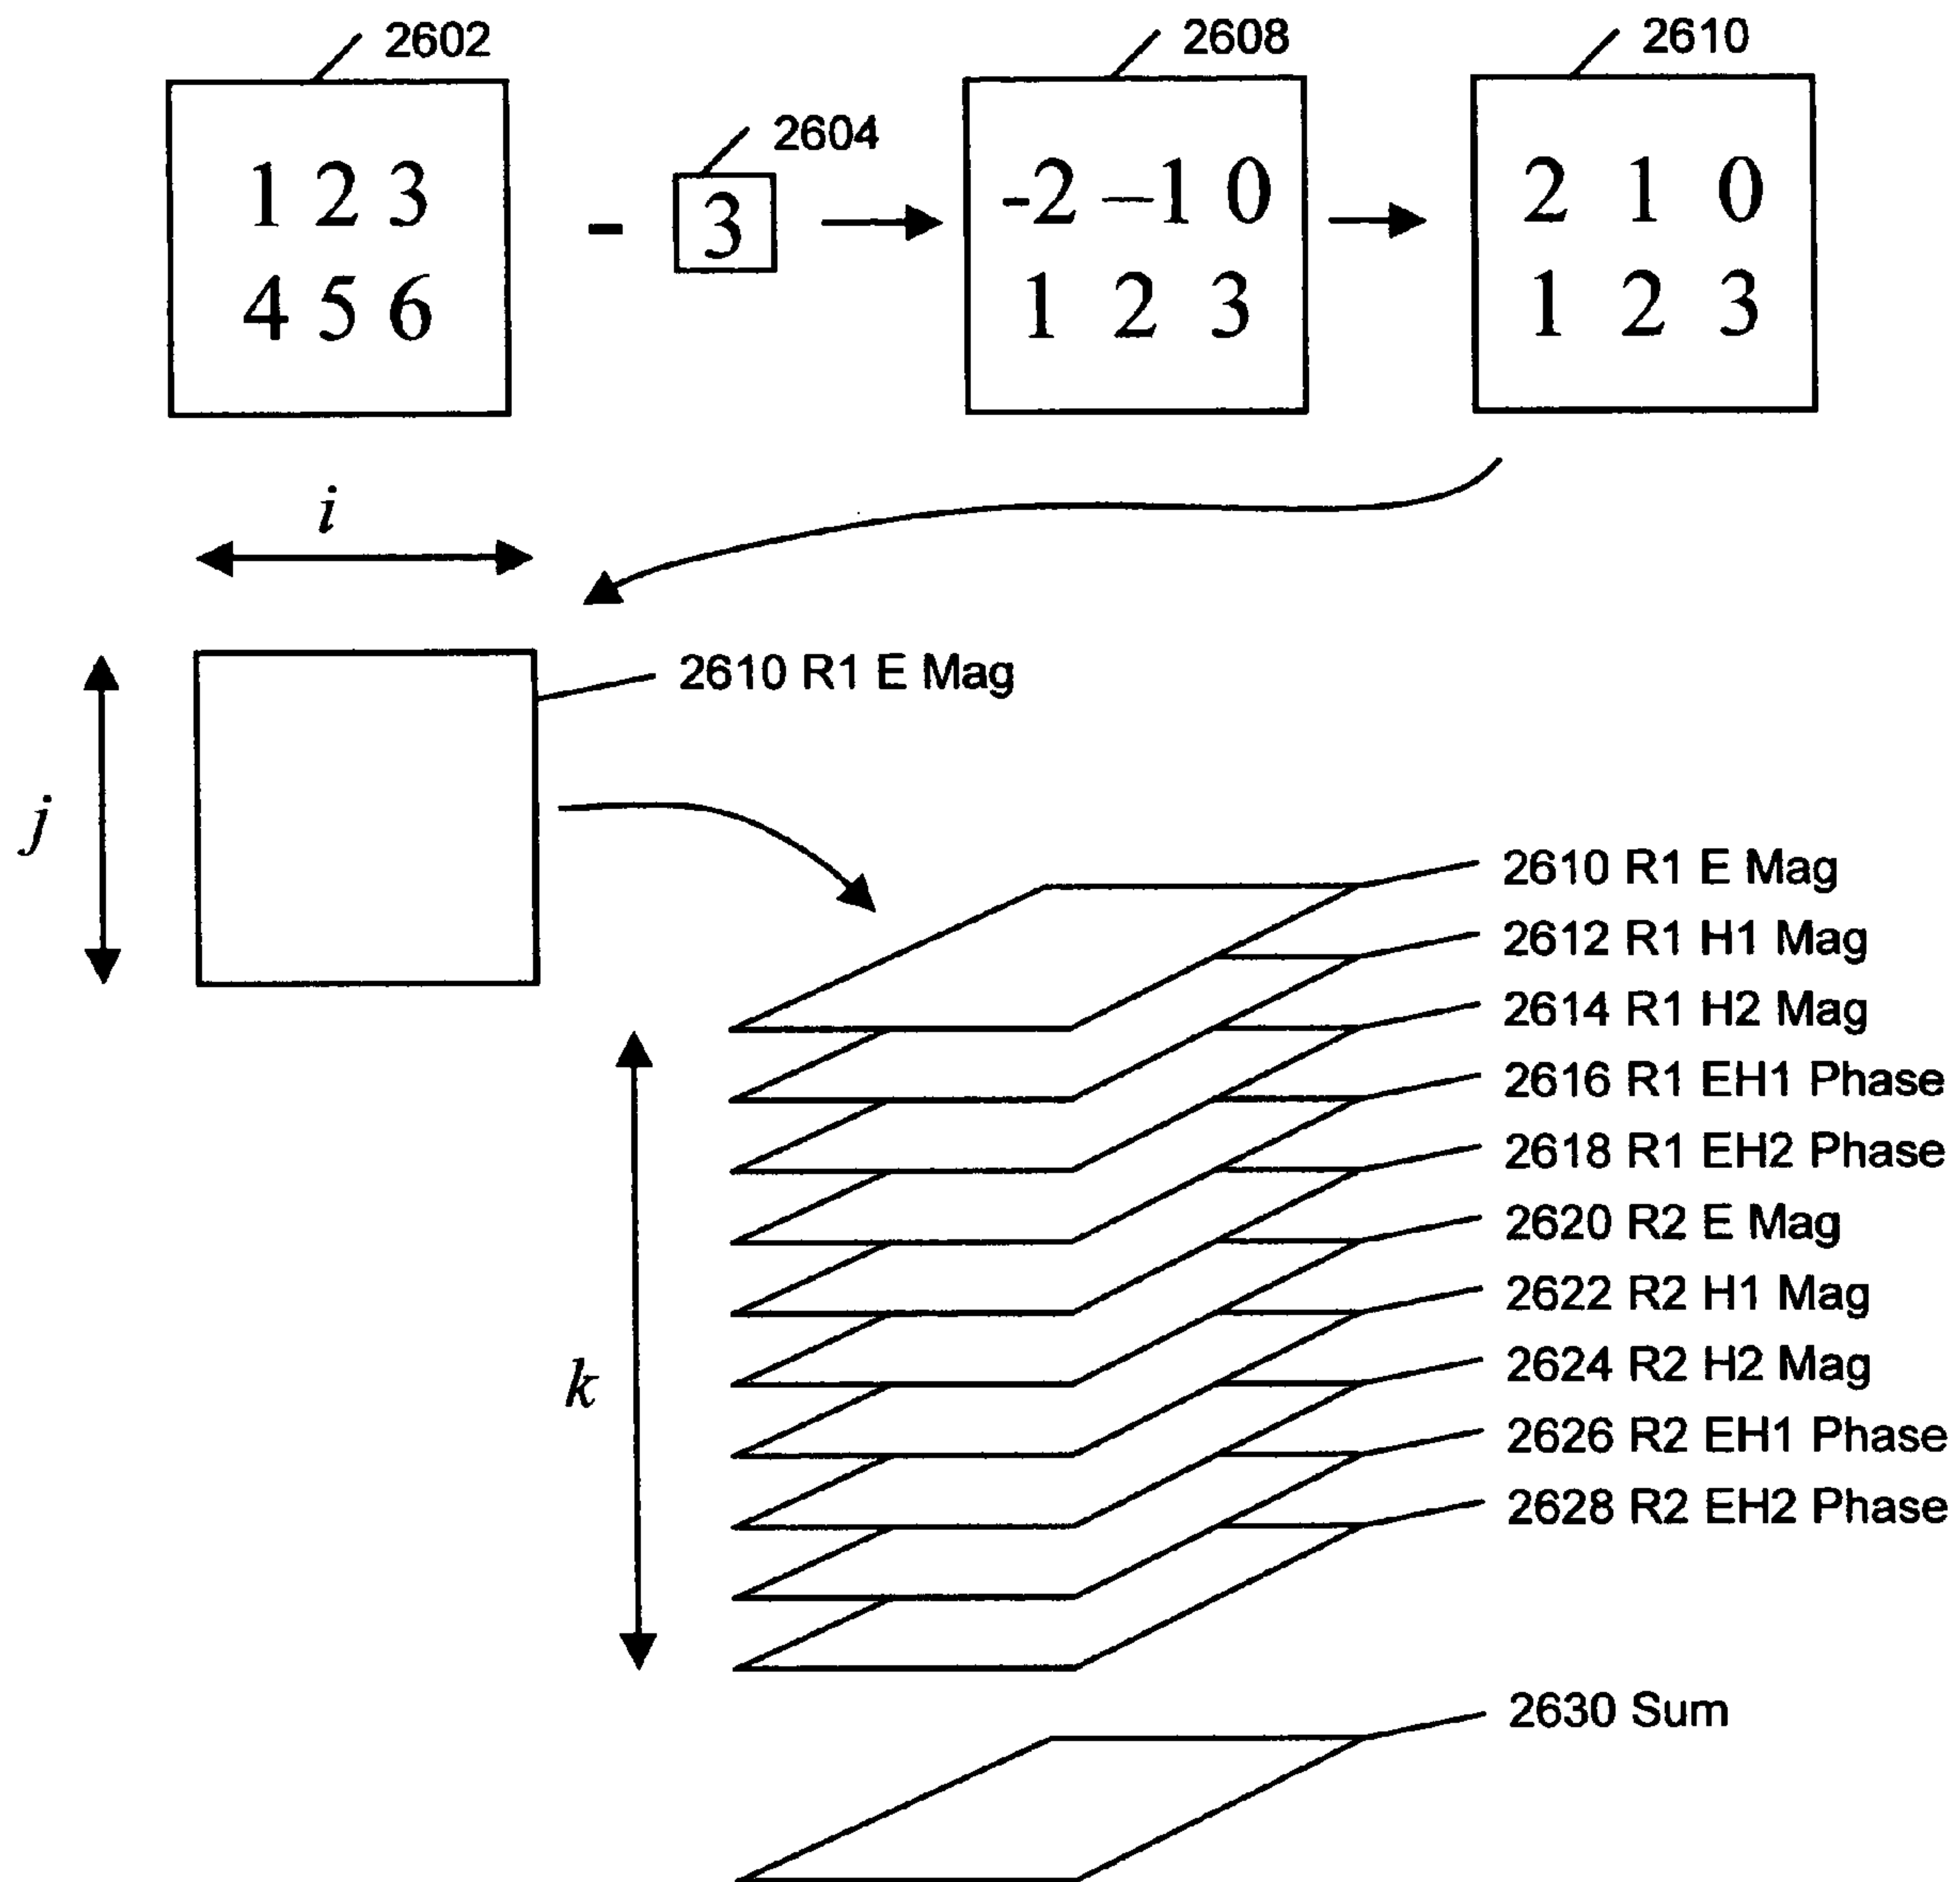 2602
2608
2610
2604
1 2 3
4 5 6
-
3
-2 –1 0
1 2 3
2 1 0
1 2 3
i
j
2610 R1 E Mag
2610 R1 E Mag
2612 R1 H1 Mag
2614 R1 H2 Mag
2616 R1 EH1 Phase
2618 R1 EH2 Phase
2620 R2 E Mag
2622 R2 H1 Mag
2624 R2 H2 Mag
2626 R2 EH1 Phase
2628 R2 EH2 Phase
k
2630 Sum